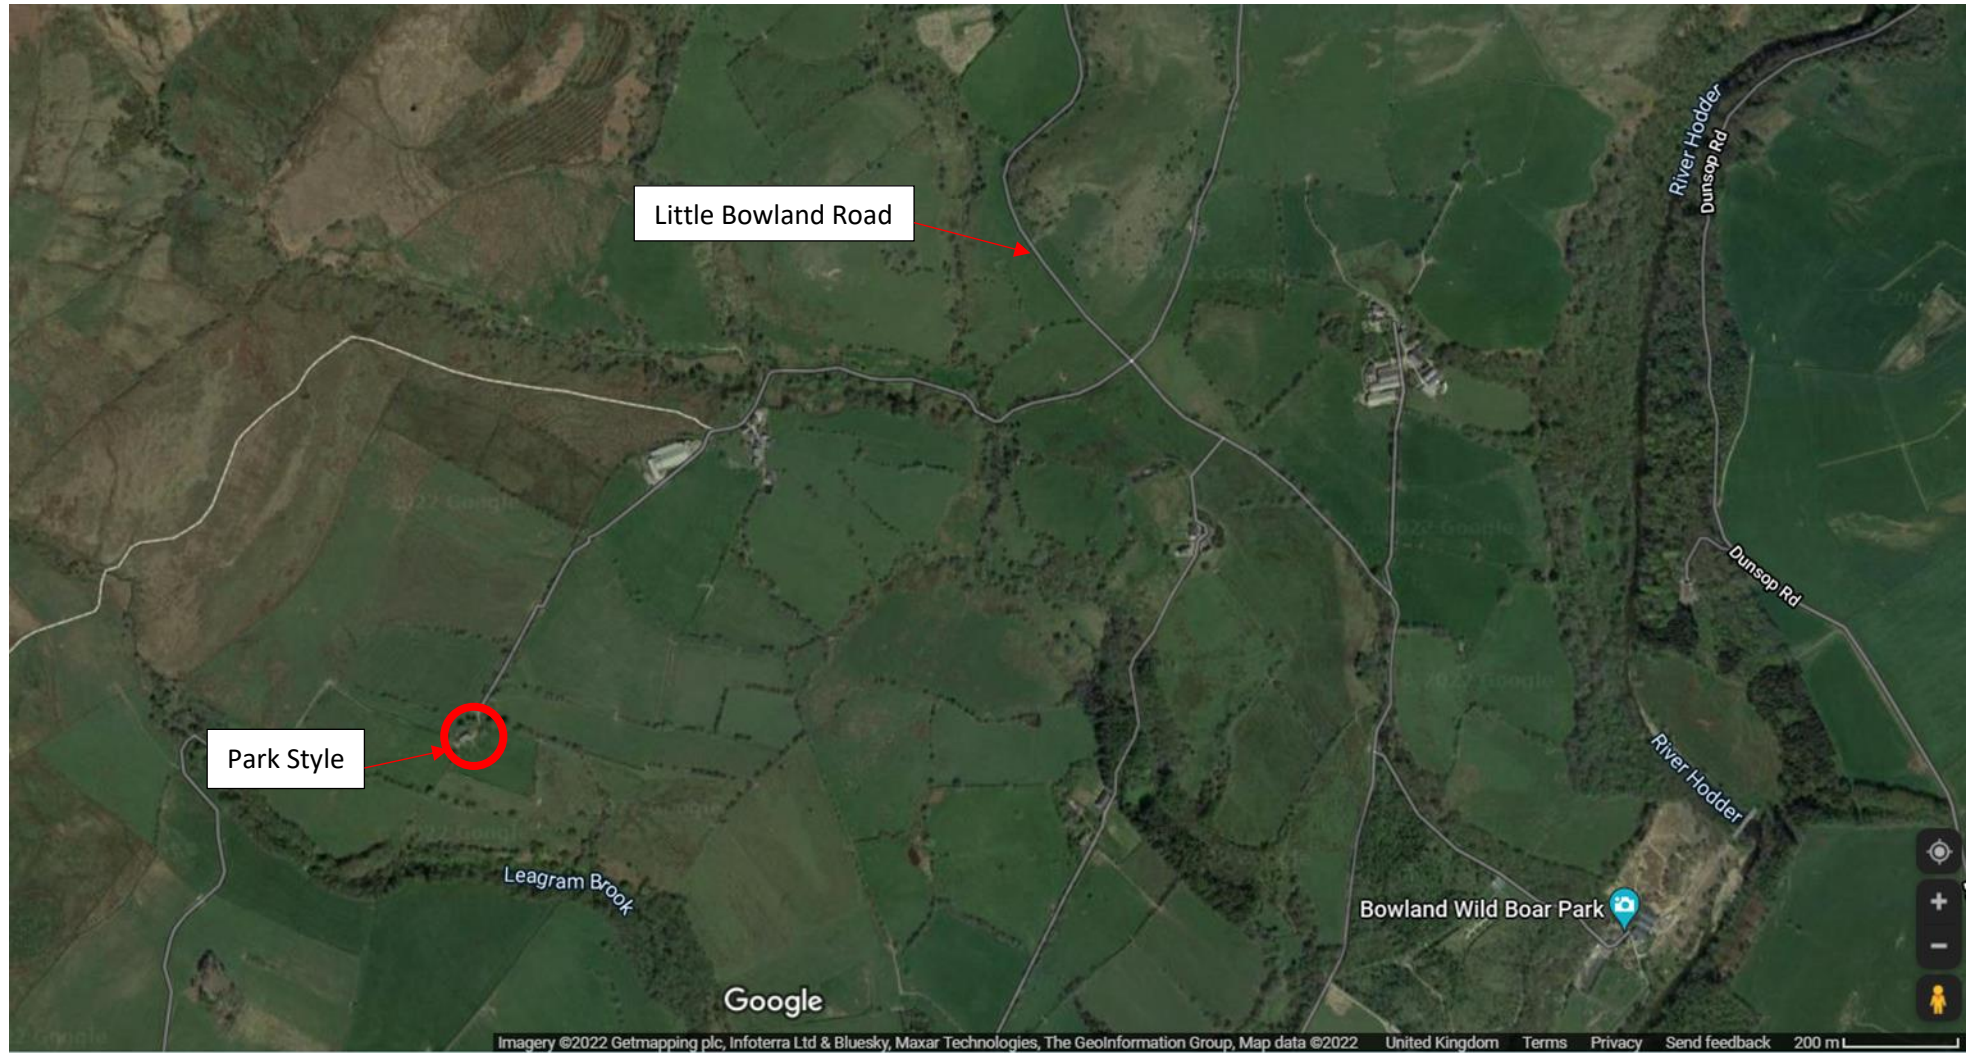 River Hodder
Dunsop Rd
Little Bowland Road
Dunsop Rd
Park Style
River Hodder
Leagram Brook
Bowland Wild Boar Park
Google
Imagery ©2022 Getmapping plc, Infoterra Ltd & Bluesky, Maxar Technologies, The GeoInformation Group, Map data ©2022 United Kingdom Terms Privacy Send feedback 200 m